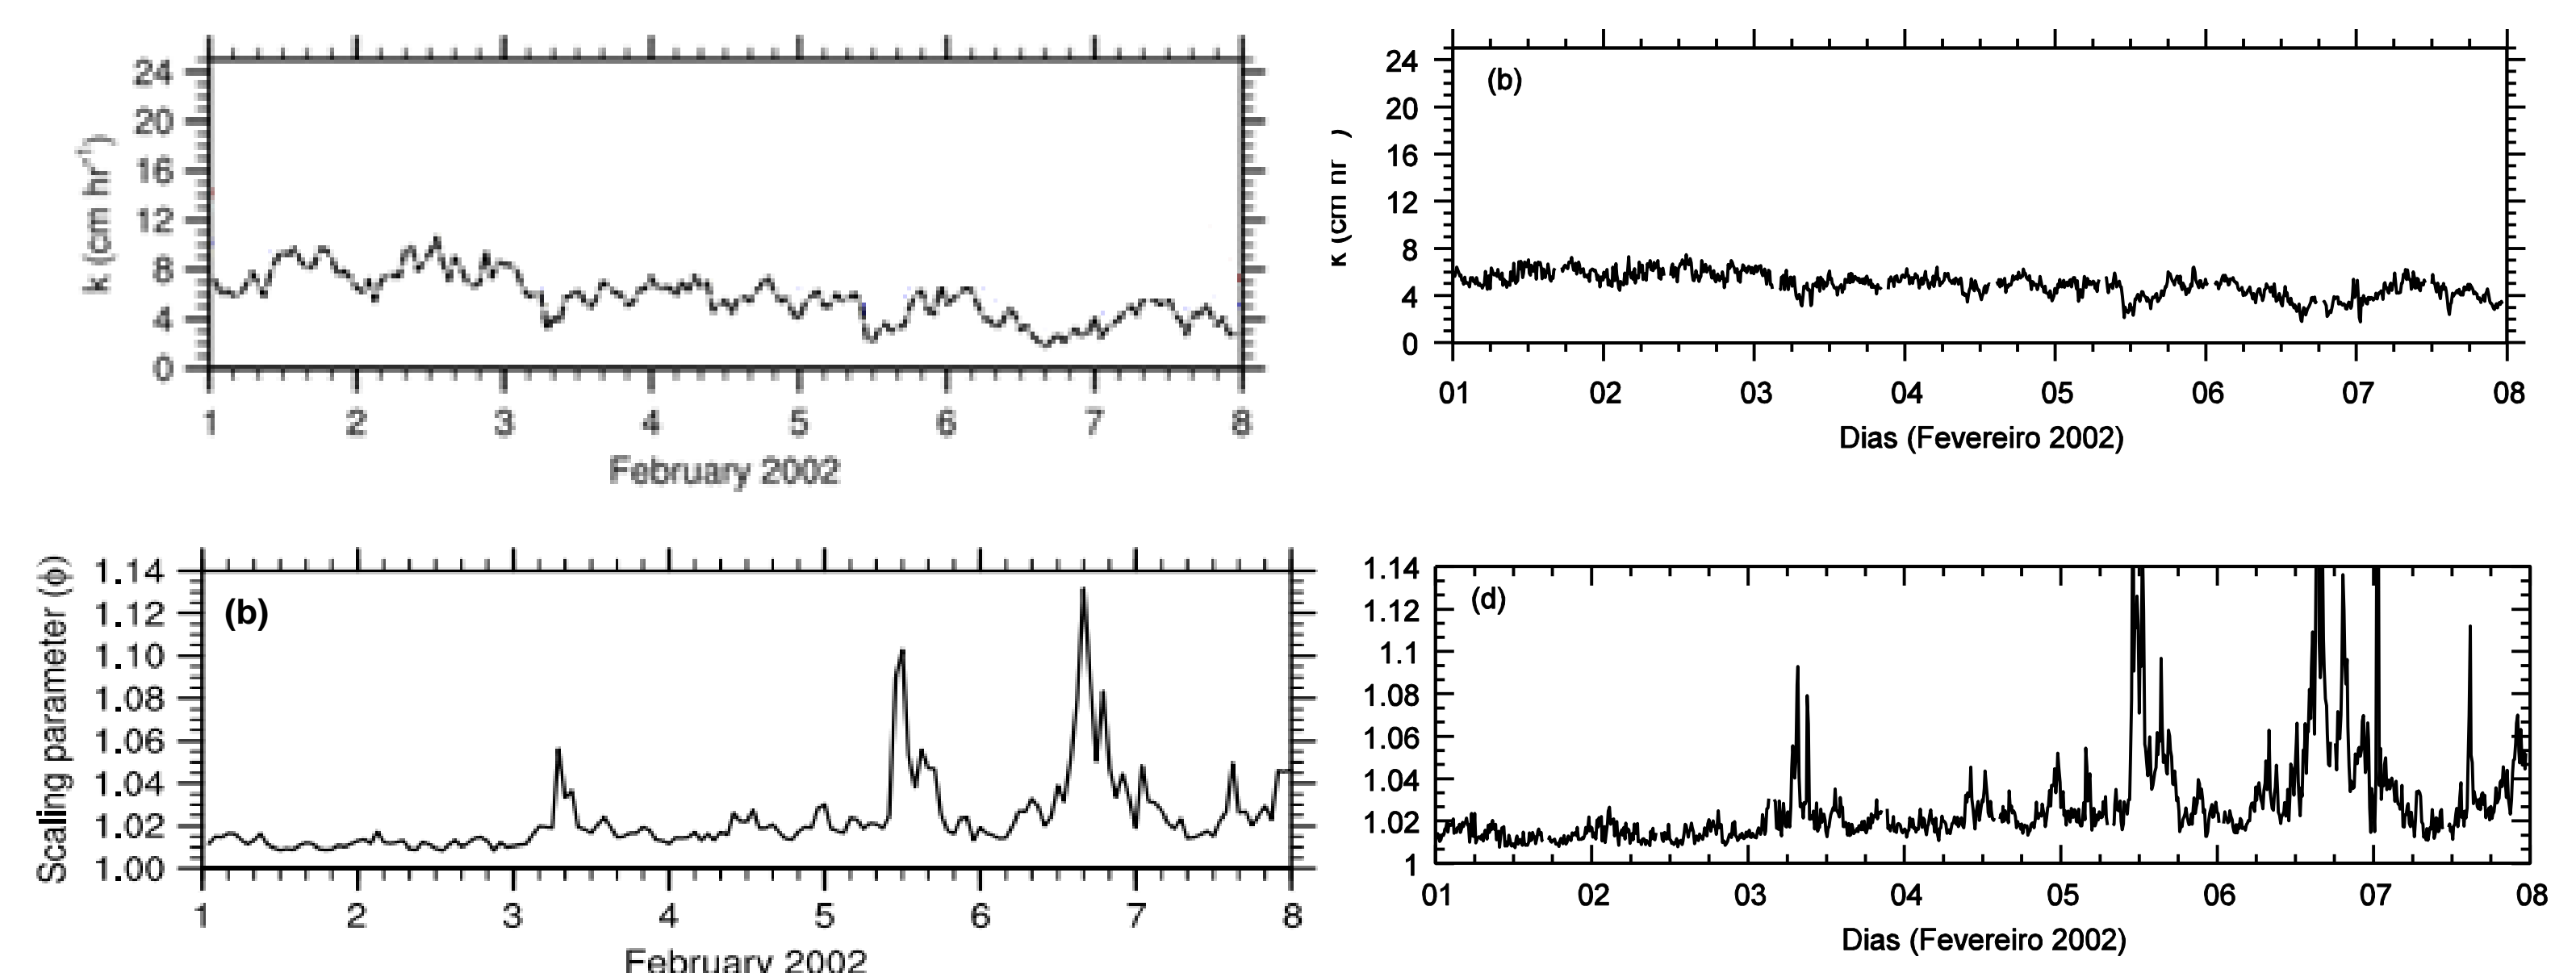 k (cm hr⁻¹)
24
20
16
12
8
4
0
1 2 3 4 5 6 7 8
February 2002
(b)
24
20
16
12
8
4
0
01 02 03 04 05 06 07 08
Dias (Fevereiro 2002)
Scaling parameter (ϕ)
(b)
1.14
1.12
1.10
1.08
1.06
1.04
1.02
1.00
1 2 3 4 5 6 7 8
February 2002
(d)
1.14
1.12
1.1
1.08
1.06
1.04
1.02
1
01 02 03 04 05 06 07 08
Dias (Fevereiro 2002)